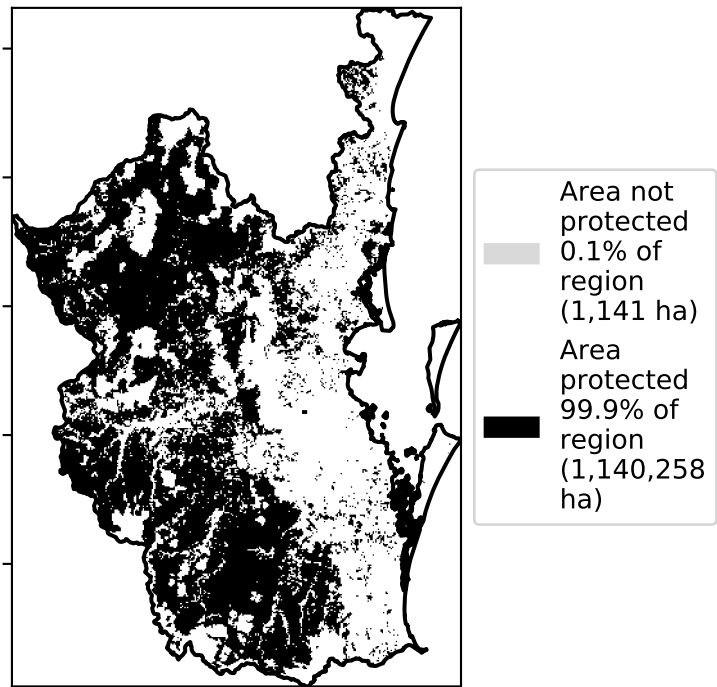 Area not
protected
0.1% of
region
(1,141 ha)
Area
protected
99.9% of
region
(1,140,258
ha)